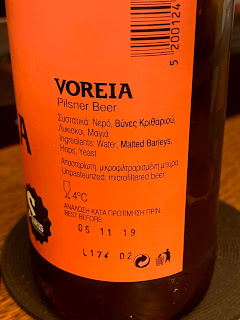 5 200124
VOREIA
Pilsner Beer
Συστατικά: Νερό, Βύνες Κριθαριού,
Λυκίσκοι, Μαγιά
Ingredients: Water, Malted Barleys,
Hops, Yeast
Απαστερίωτη, μικροφιλτραρισμένη μπύρα
Unpasteurized, microfiltered beer
4°C
ΑΝΑΛΩΣΗ ΚΑΤΑ ΠΡΟΤΙΜΗΣΗ ΠΡΙΝ
BEST BEFORE:
05 11 19
L174 02